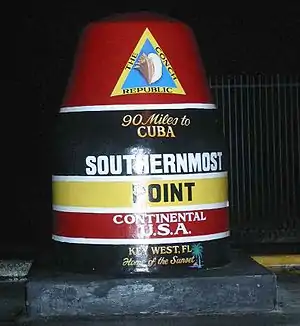 THE CONCH
REPUBLIC
90 Miles to
CUBA
SOUTHERNMOST
POINT
CONTINENTAL
U.S.A.
KEY WEST, FL
Home of the Sunset